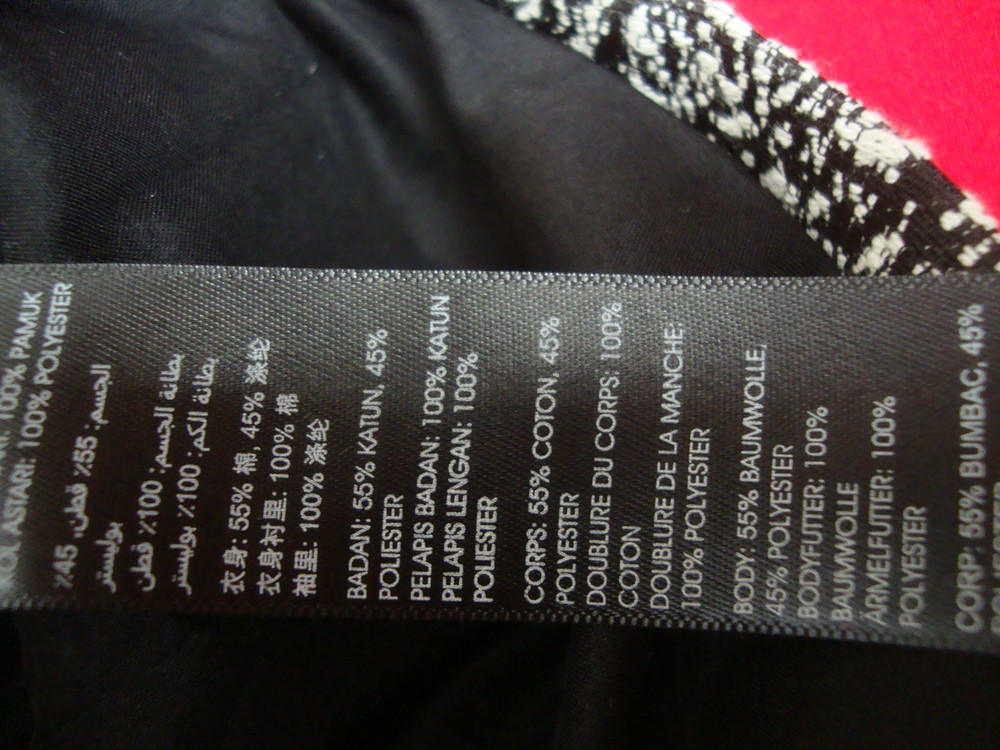 100% PAMUK
KOL ASTARI: 100% POLYESTER
الجسم: 55٪ قطن، 45٪
بوليستر
بطانة الجسم: 100٪ قطن
بطانة الكم: 100٪ بوليستر
衣身: 55% 棉, 45% 涤纶
衣身衬里: 100% 棉
袖里: 100% 涤纶
BADAN: 55% KATUN, 45%
POLIESTER
PELAPIS BADAN: 100% KATUN
PELAPIS LENGAN: 100%
POLIESTER
CORPS: 55% COTON, 45%
POLYESTER
DOUBLURE DU CORPS: 100%
COTON
DOUBLURE DE LA MANCHE:
100% POLYESTER
BODY: 55% BAUMWOLLE,
45% POLYESTER
BODYFUTTER: 100%
BAUMWOLLE
ÄRMELFUTTER: 100%
POLYESTER
CORP: 55% BUMBAC, 45%